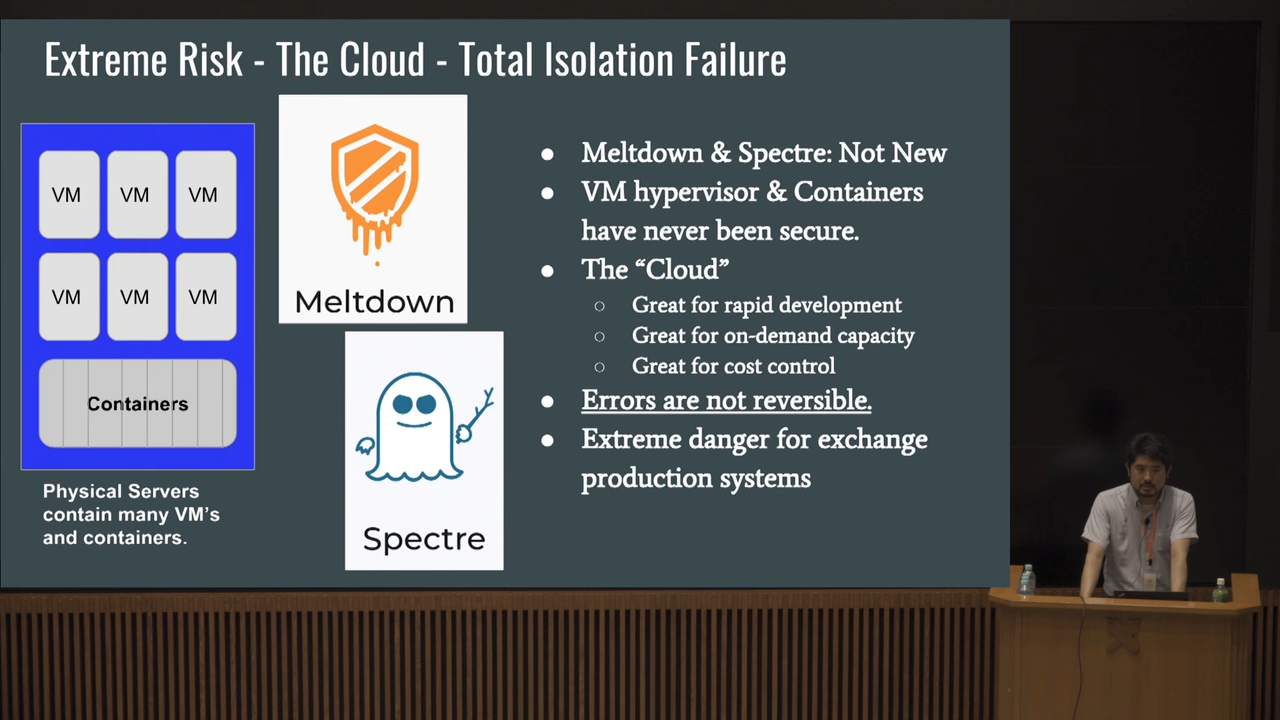 Extreme Risk - The Cloud - Total Isolation Failure
VM VM VM
VM VM VM
Containers
Physical Servers
contain many VM's
and containers.
Meltdown
Spectre
● Meltdown & Spectre: Not New
● VM hypervisor & Containers
have never been secure.
● The “Cloud”
○ Great for rapid development
○ Great for on-demand capacity
○ Great for cost control
● Errors are not reversible.
● Extreme danger for exchange
production systems